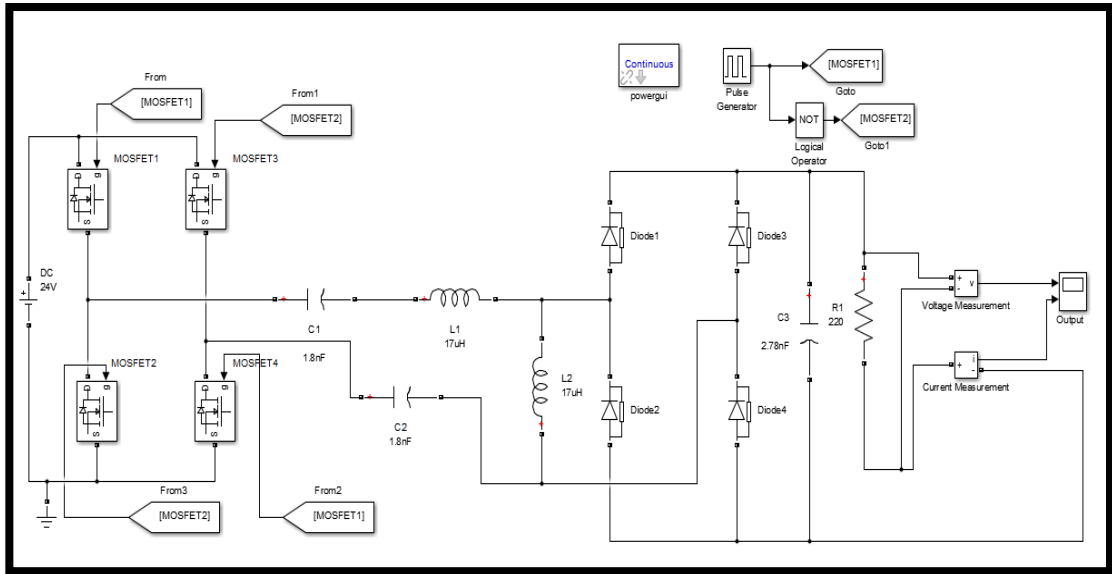 From
[MOSFET1]
From1
[MOSFET2]
MOSFET1
MOSFET3
g
D
S
g
D
S
Continuous
powergui
Pulse
Generator
[MOSFET1]
Goto
NOT
Logical
Operator
[MOSFET2]
Goto1
DC
24V
+
C1
1.8nF
L1
17uH
L2
17uH
C2
1.8nF
MOSFET2
MOSFET4
g
D
S
g
D
S
From3
[MOSFET2]
From2
[MOSFET1]
Diode1
Diode3
Diode2
Diode4
C3
2.78nF
R1
220
+
-
v
Voltage Measurement
+
i
-
Current Measurement
Output